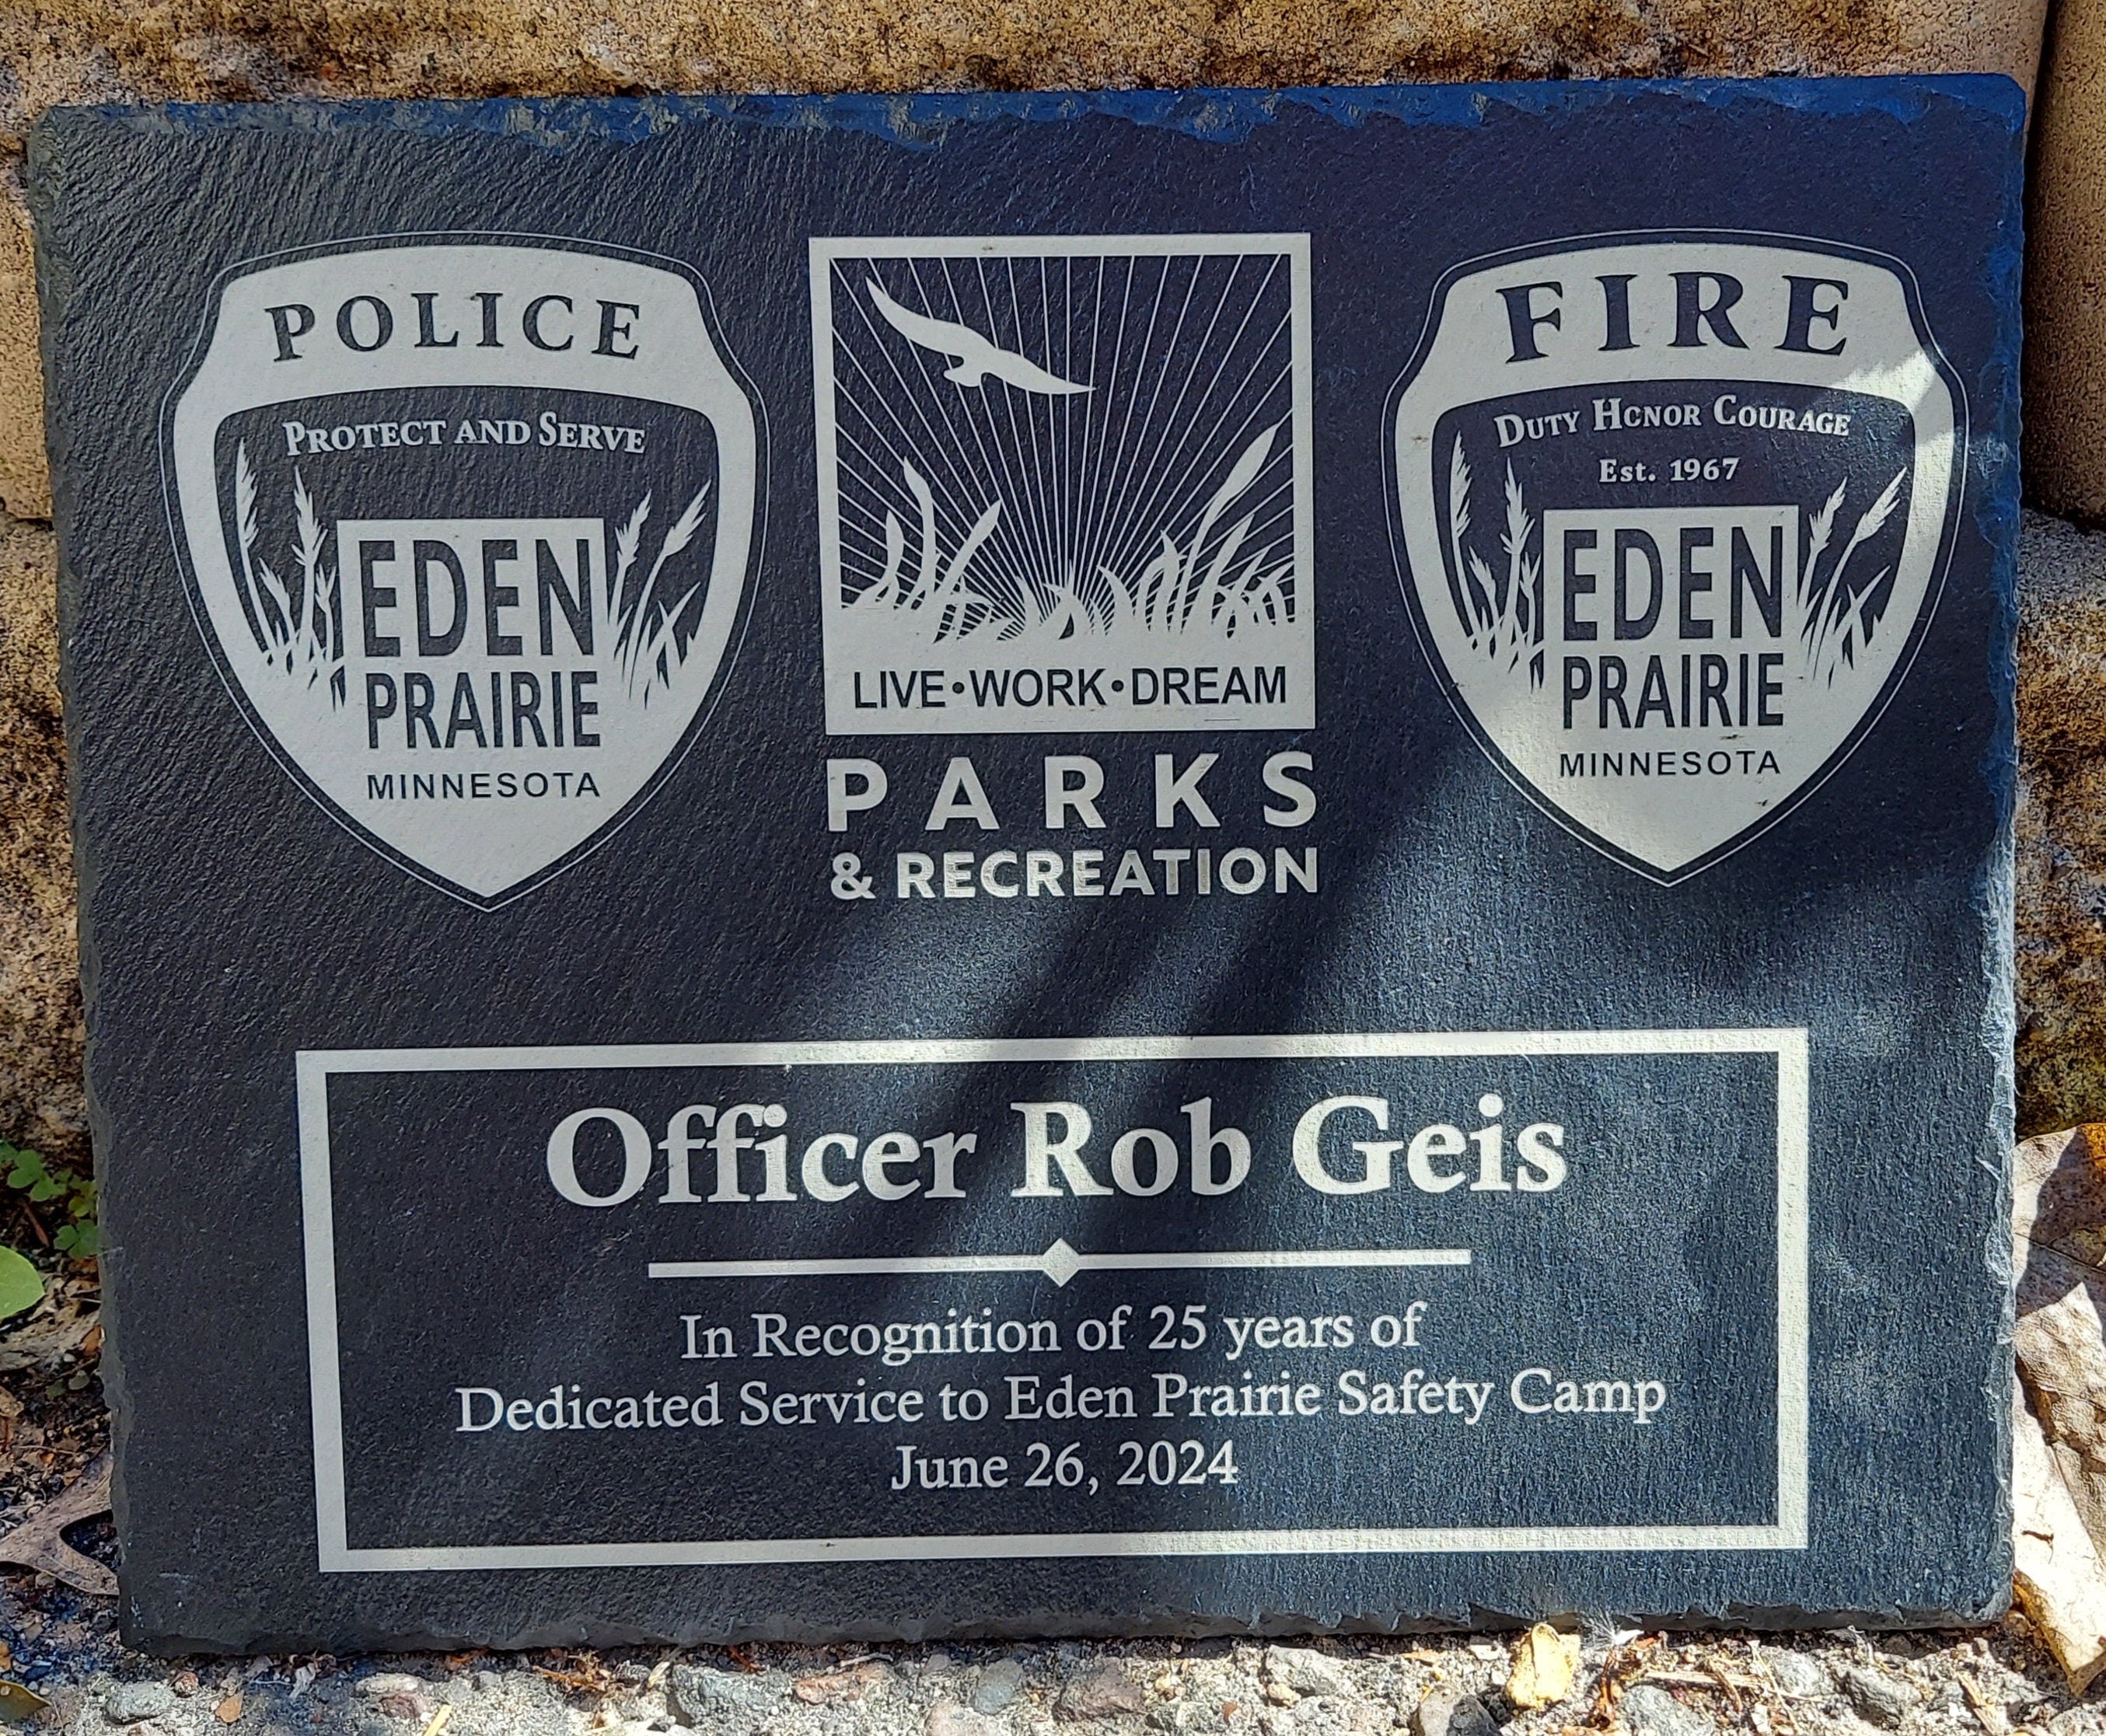 POLICE
PROTECT AND SERVE
EDEN
PRAIRIE
MINNESOTA
LIVE•WORK•DREAM
PARKS
& RECREATION
FIRE
DUTY HONOR COURAGE
Est. 1967
EDEN
PRAIRIE
MINNESOTA
Officer Rob Geis
In Recognition of 25 years of
Dedicated Service to Eden Prairie Safety Camp
June 26, 2024